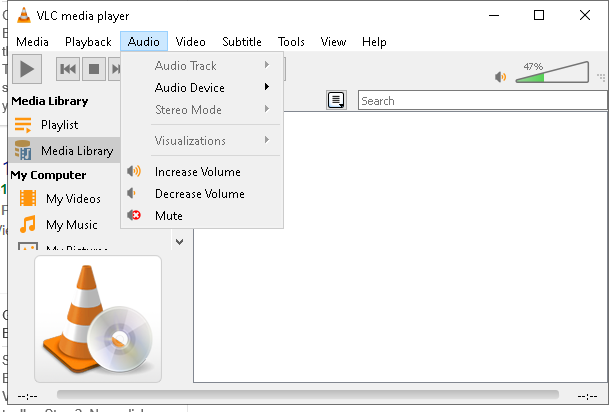 VLC media player
Media Playback Audio Video Subtitle Tools View Help
Audio Track
Audio Device
Stereo Mode
Visualizations
Increase Volume
Decrease Volume
Mute
47%
Search
Media Library
Playlist
Media Library
My Computer
My Videos
My Music
My Pictures
--:-- --:--